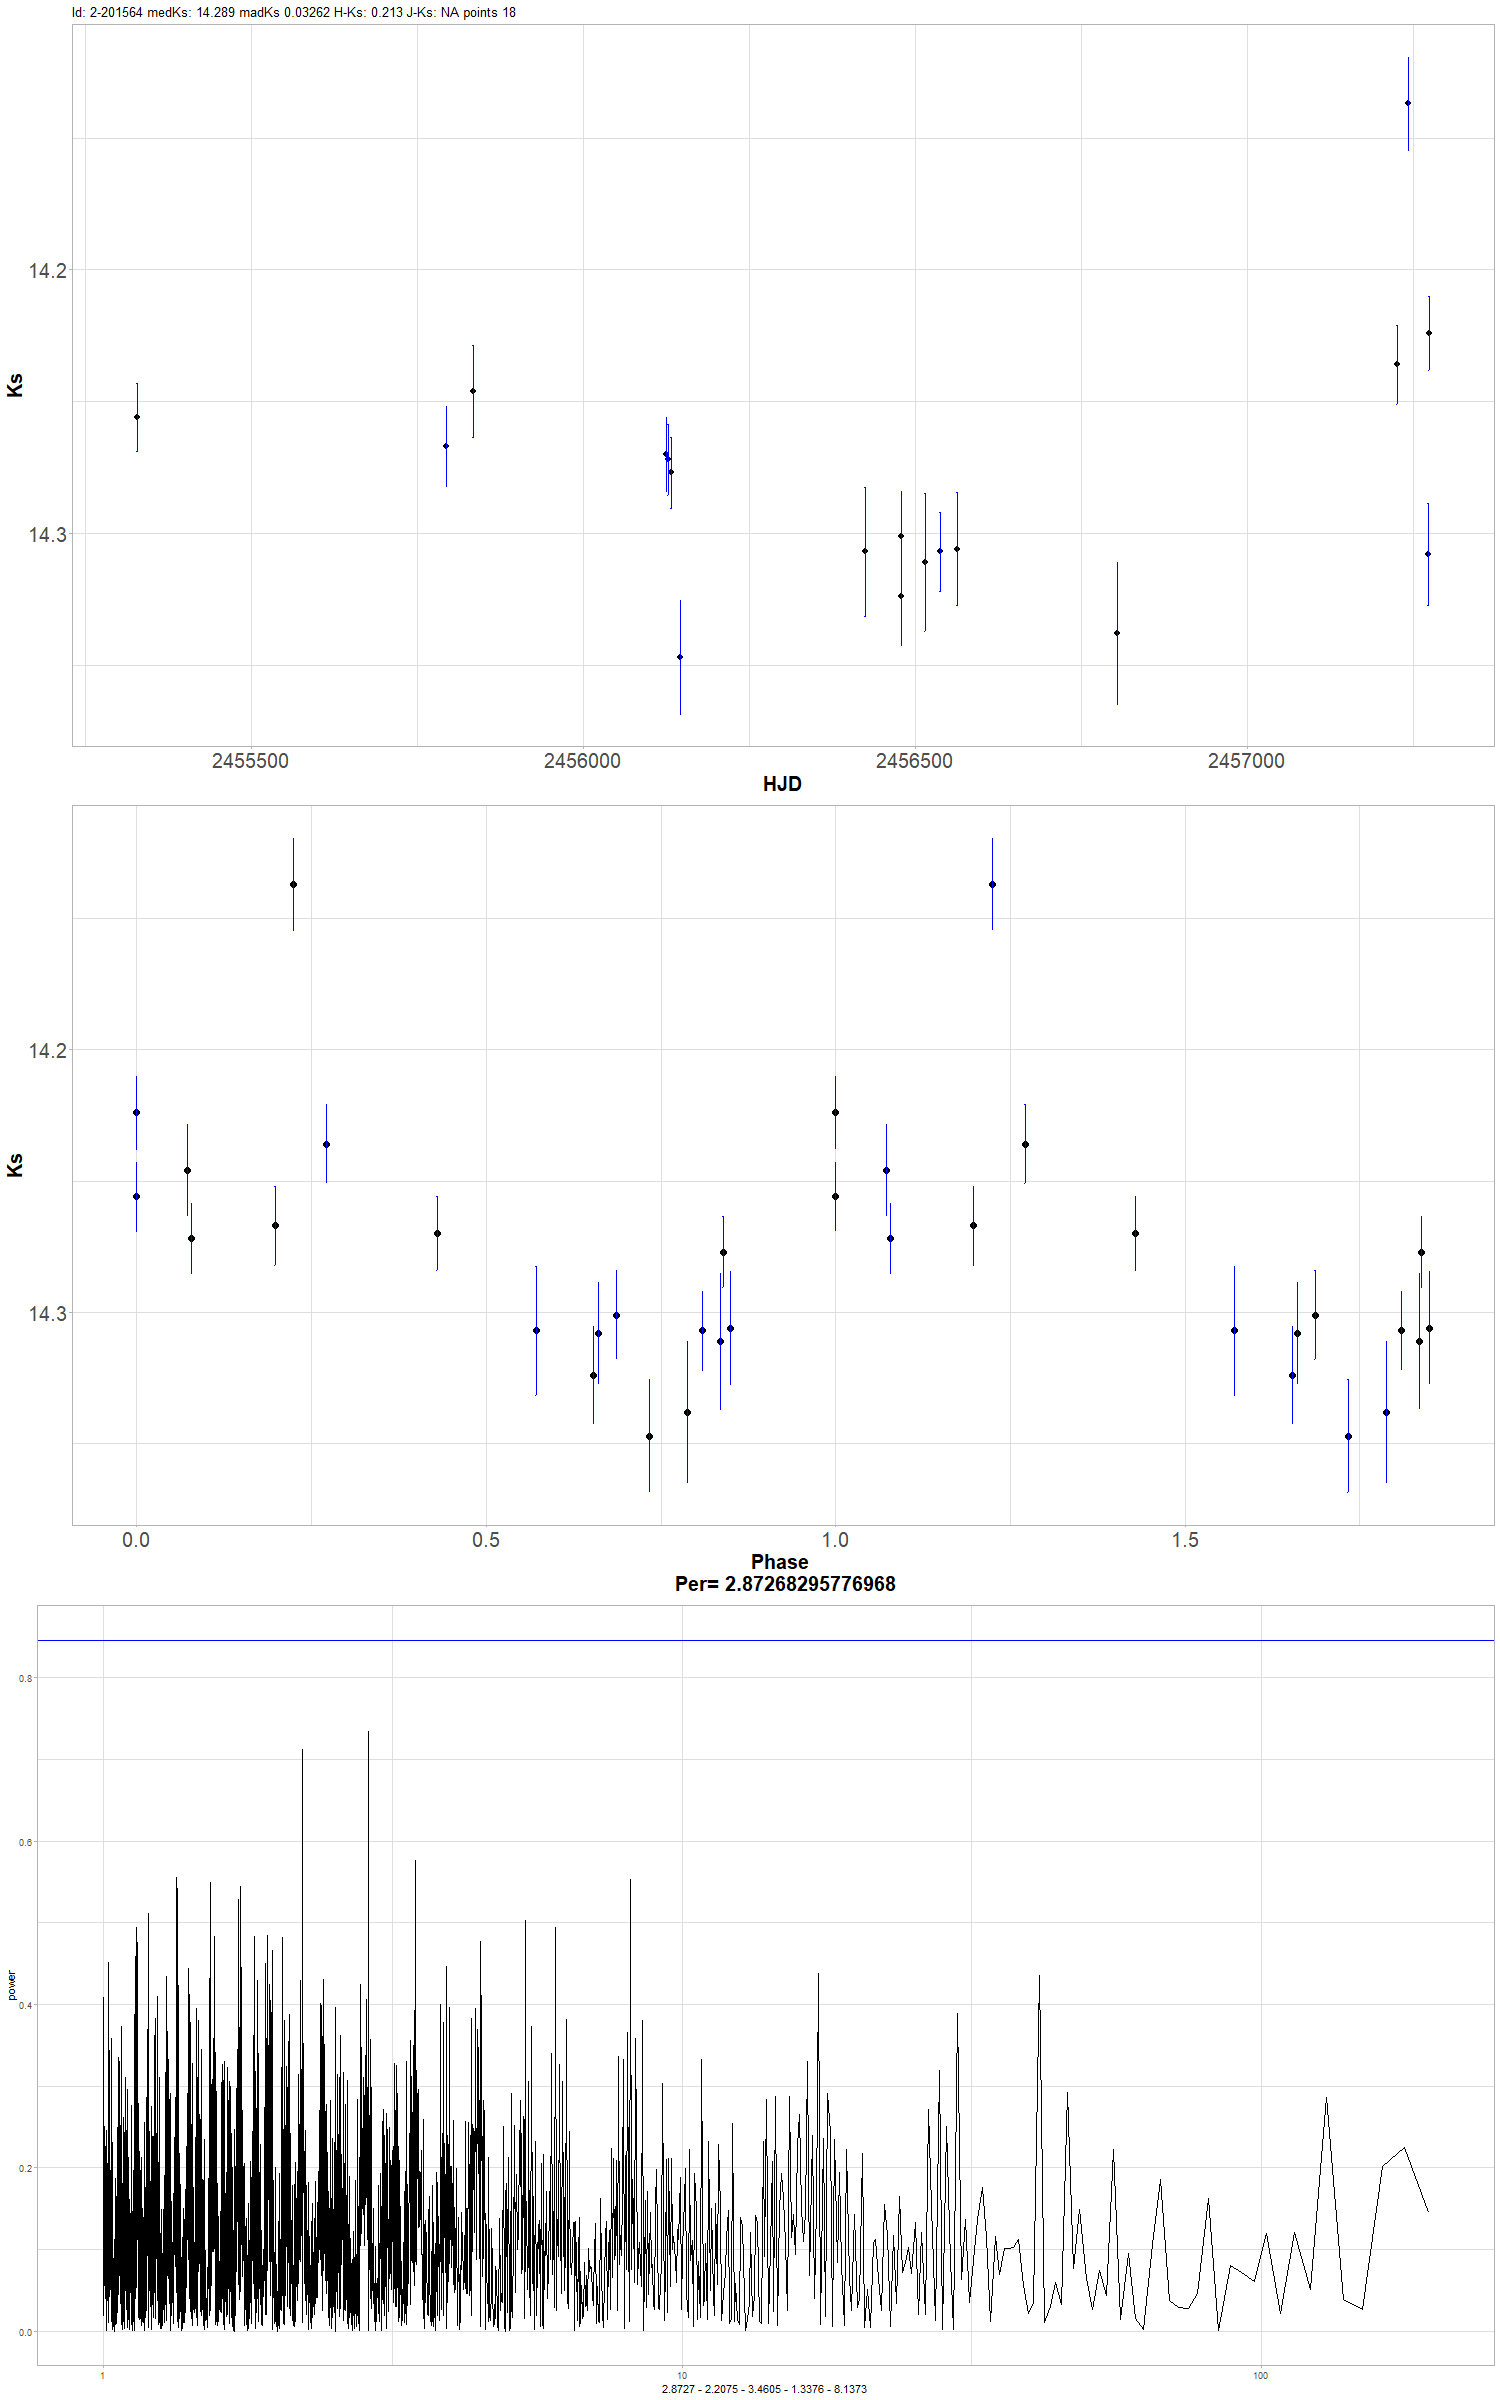 Id: 2-201564 medKs: 14.289 madKs 0.03262 H-Ks: 0.213 J-Ks: NA points 18
14.2
Ks
14.3
2455500 2456000 2456500 2457000
HJD
14.2
Ks
14.3
0.0 0.5 1.0 1.5
Phase
Per= 2.87268295776968
0.8
0.6
power
0.4
0.2
0.0
1 10 100
2.8727 - 2.2075 - 3.4605 - 1.3376 - 8.1373